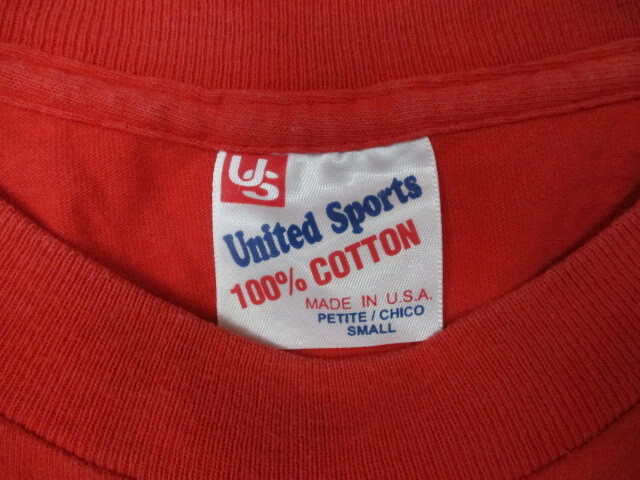 US
United Sports
100% COTTON
MADE IN U.S.A.
PETITE / CHICO
SMALL